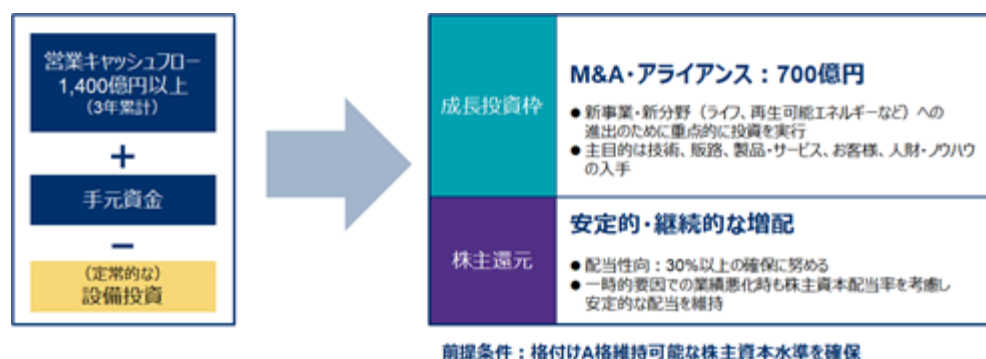 営業キャッシュフロー
1,400億円以上
（3年累計）
+
手元資金
−
（定常的な）
設備投資
成長投資枠
M&A・アライアンス：700億円
● 新事業・新分野（ライフ、再生可能エネルギーなど）への
進出のために重点的に投資を実行
● 主目的は技術、販路、製品・サービス、お客様、人財・ノウハウ
の入手
株主還元
安定的・継続的な増配
● 配当性向：30%以上の確保に努める
● 一時的要因での業績悪化時も株主資本配当率を考慮し
安定的な配当を維持
前提条件：格付けA格維持可能な株主資本水準を確保